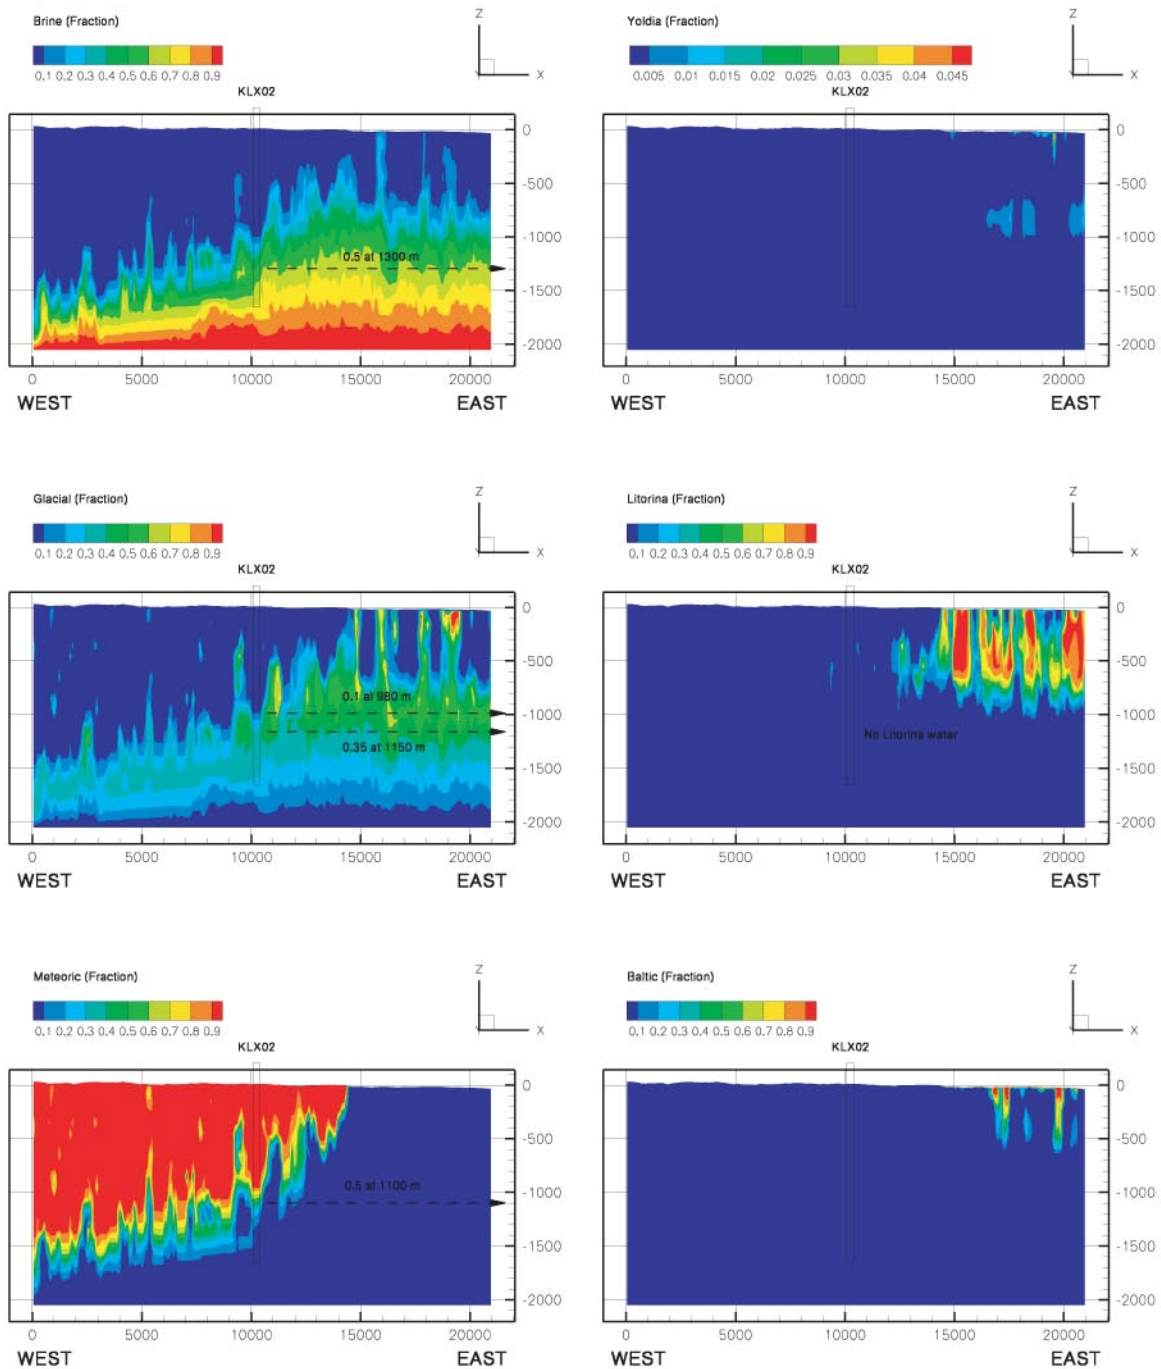 Brine (Fraction)
Z
0.1 0.2 0.3 0.4 0.5 0.6 0.7 0.8 0.9
X
KLX02
0
-500
-1000
0.5 at 1300 m
-1500
-2000
0 5000 10000 15000 20000
WEST EAST
Yoldia (Fraction)
Z
0.005 0.01 0.015 0.02 0.025 0.03 0.035 0.04 0.045
X
KLX02
0
-500
-1000
-1500
-2000
0 5000 10000 15000 20000
WEST EAST
Glacial (Fraction)
Z
0.1 0.2 0.3 0.4 0.5 0.6 0.7 0.8 0.9
X
KLX02
0
-500
0.1 at 980 m
-1000
0.35 at 1150 m
-1500
-2000
0 5000 10000 15000 20000
WEST EAST
Litorina (Fraction)
Z
0.1 0.2 0.3 0.4 0.5 0.6 0.7 0.8 0.9
X
KLX02
0
-500
-1000
No Litorina water
-1500
-2000
0 5000 10000 15000 20000
WEST EAST
Meteoric (Fraction)
Z
0.1 0.2 0.3 0.4 0.5 0.6 0.7 0.8 0.9
X
KLX02
0
-500
0.5 at 1100 m
-1000
-1500
-2000
0 5000 10000 15000 20000
WEST EAST
Baltic (Fraction)
Z
0.1 0.2 0.3 0.4 0.5 0.6 0.7 0.8 0.9
X
KLX02
0
-500
-1000
-1500
-2000
0 5000 10000 15000 20000
WEST EAST